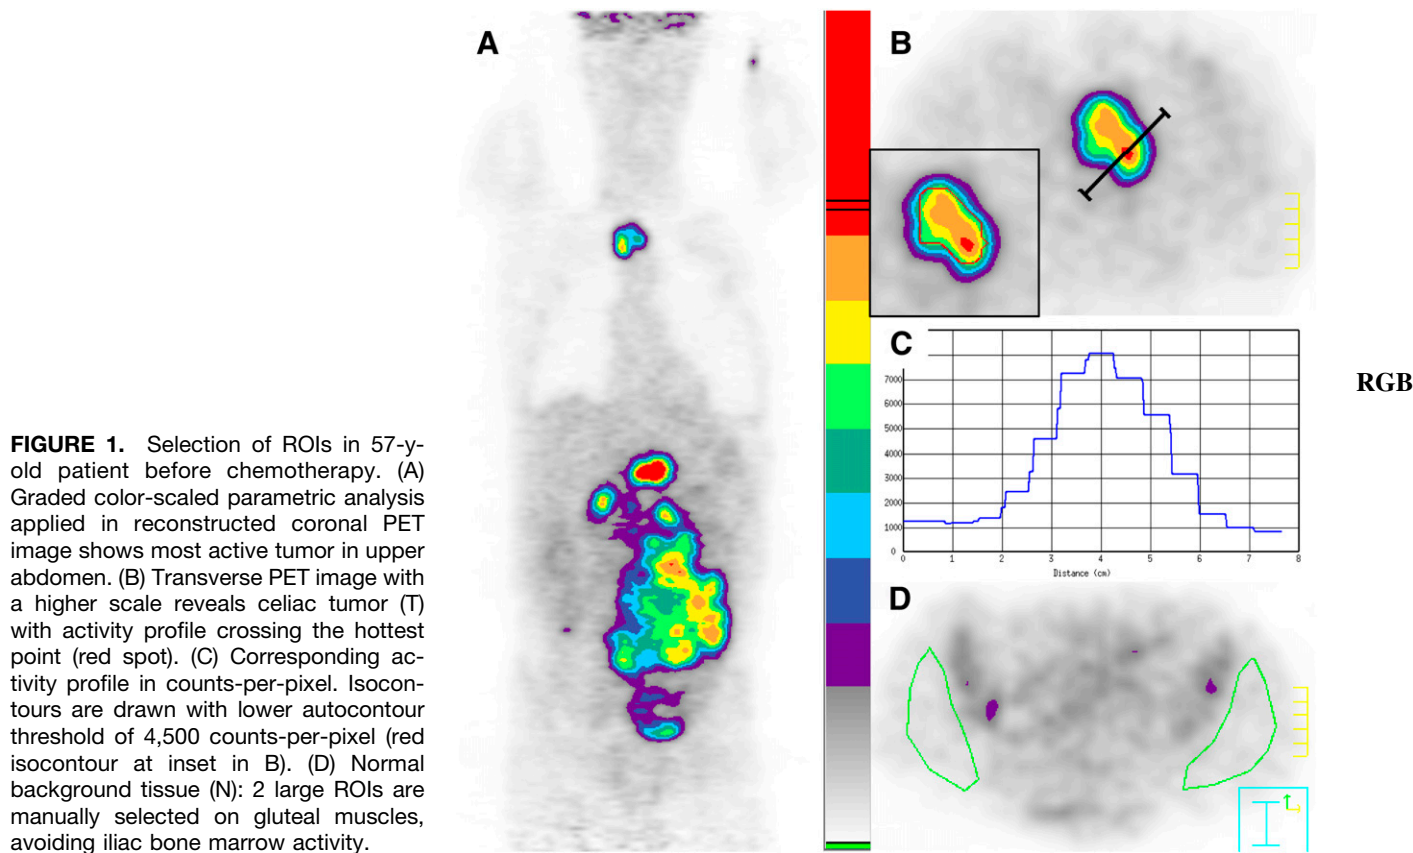 A
B
C
7000
6000
5000
4000
3000
2000
1000
0
0 1 2 3 4 5 6 7 8
Distance (cm)
D
RGB
FIGURE 1. Selection of ROIs in 57-y-
old patient before chemotherapy. (A)
Graded color-scaled parametric analysis
applied in reconstructed coronal PET
image shows most active tumor in upper
abdomen. (B) Transverse PET image with
a higher scale reveals celiac tumor (T)
with activity profile crossing the hottest
point (red spot). (C) Corresponding ac-
tivity profile in counts-per-pixel. Isocon-
tours are drawn with lower autocontour
threshold of 4,500 counts-per-pixel (red
isocontour at inset in B). (D) Normal
background tissue (N): 2 large ROIs are
manually selected on gluteal muscles,
avoiding iliac bone marrow activity.